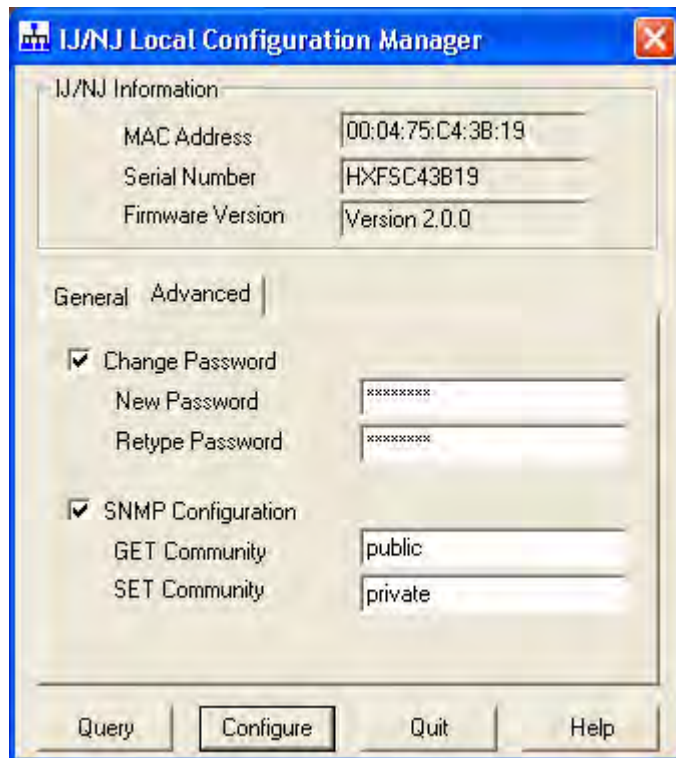 IJ/NJ Local Configuration Manager
IJ/NJ Information
MAC Address 00:04:75:C4:3B:19
Serial Number HXFSC43B19
Firmware Version Version 2.0.0
General Advanced
Change Password
New Password ********
Retype Password ********
SNMP Configuration
GET Community public
SET Community private
Query Configure Quit Help